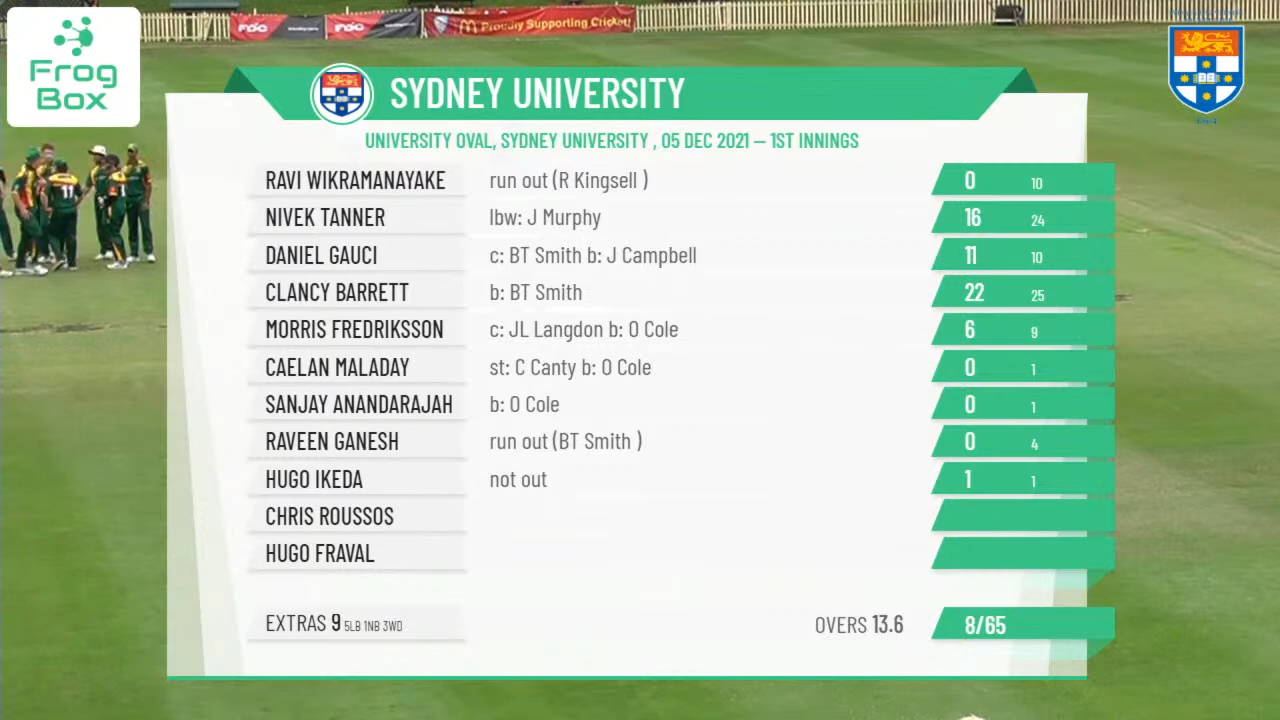 Proudly Supporting Cricket
Frog
Box
SYDNEY UNIVERSITY
UNIVERSITY OVAL, SYDNEY UNIVERSITY , 05 DEC 2021 – 1ST INNINGS
RAVI WIKRAMANAYAKE run out (R Kingsell ) 0 10
NIVEK TANNER lbw: J Murphy 16 24
DANIEL GAUCI c: BT Smith b: J Campbell 11 10
CLANCY BARRETT b: BT Smith 22 25
MORRIS FREDRIKSSON c: JL Langdon b: O Cole 6 9
CAELAN MALADAY st: C Canty b: O Cole 0 1
SANJAY ANANDARAJAH b: O Cole 0 1
RAVEEN GANESH run out (BT Smith ) 0 4
HUGO IKEDA not out 1 1
CHRIS ROUSSOS
HUGO FRAVAL
EXTRAS 9 5LB 1NB 3WD OVERS 13.6 8/65
11